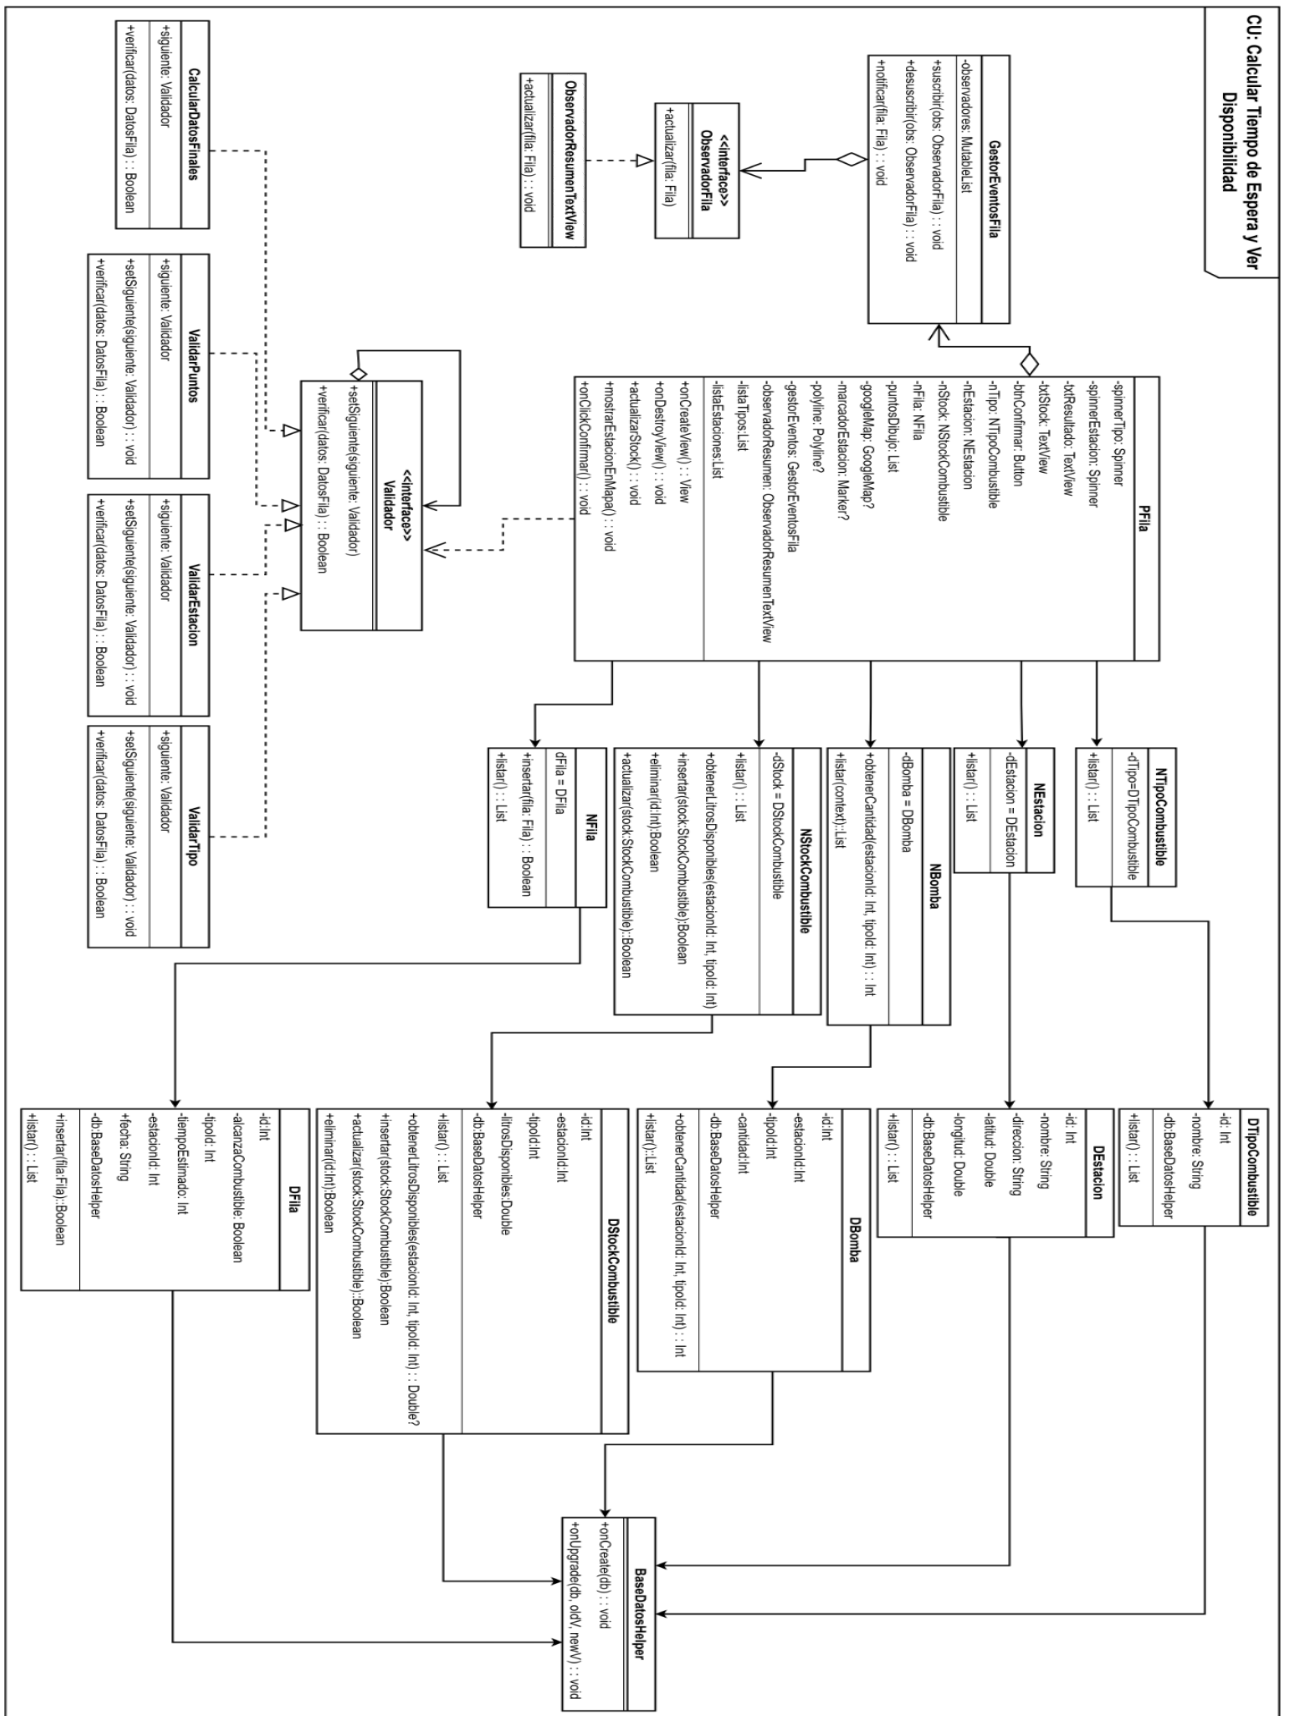 CU: Calcular Tiempo de Espera y Ver
Disponibilidad
GestorEventosFila
-observadores: MutableList
+suscribir(obs: ObservadorFila) : : void
+desuscribir(obs: ObservadorFila) : : void
+notificar(fila: Fila) : : void
<<interface>>
ObservadorFila
+actualizar(fila: Fila)
ObservadorResumenTextView
+actualizar(fila: Fila) : : void
PFila
-spinnerTipo: Spinner
-spinnerEstacion: Spinner
-txtResultado: TextView
-txtStock: TextView
-btnConfirmar: Button
-nTipo: NTipoCombustible
-nEstacion: NEstacion
-nStock: NStockCombustible
-nFila: NFila
-puntosDibujo: List
-googleMap: GoogleMap?
-marcadorEstacion: Marker?
-polyline: Polyline?
-gestorEventos: GestorEventosFila
-observadorResumen: ObservadorResumenTextView
-listaTipos:List
-listaEstaciones:List
+onCreateView() : : View
+onDestroyView() : : void
+actualizarStock() : : void
+mostrarEstacionEnMapa() : : void
+onClickConfirmar() : : void
<<interface>>
Validador
+setSiguiente(siguiente: Validador)
+verificar(datos: DatosFila) : : Boolean
CalcularDatosFinales
+siguiente: Validador
+verificar(datos: DatosFila) : : Boolean
ValidarPuntos
+siguiente: Validador
+setSiguiente(siguiente: Validador) : : void
+verificar(datos: DatosFila) : : Boolean
ValidarEstacion
+siguiente: Validador
+setSiguiente(siguiente: Validador) : : void
+verificar(datos: DatosFila) : : Boolean
ValidarTipo
+siguiente: Validador
+setSiguiente(siguiente: Validador) : : void
+verificar(datos: DatosFila) : : Boolean
NTipoCombustible
-dTipo=DTipoCombustible
+listar() : : List
NEstacion
-dEstacion = DEstacion
+listar() : : List
NBomba
-dBomba = DBomba
+obtenerCantidad(estacionId: Int, tipoId: Int) : : Int
+listar(context)::List
NStockCombustible
-dStock = DStockCombustible
+listar() : : List
+obtenerLitrosDisponibles(estacionId: Int, tipoId: Int)
+insertar(stock:StockCombustible):Boolean
+eliminar(id:Int):Boolean
+actualizar(stock:StockCombustible)::Boolean
NFila
dFila = DFila
+insertar(fila: Fila) : : Boolean
+listar() : : List
DTipoCombustible
-id: Int
-nombre: String
-db:BaseDatosHelper
+listar() : : List
DEstacion
-id: Int
-nombre: String
-direccion: String
-latitud: Double
-longitud: Double
-db:BaseDatosHelper
+listar() : : List
DBomba
-id:Int
-estacionId:Int
-tipoId:Int
-cantidad:Int
-db:BaseDatosHelper
+obtenerCantidad(estacionId: Int, tipoId: Int) : : Int
+listar()::List
DStockCombustible
-id:Int
-estacionId:Int
-tipoId:Int
-litrosDisponibles:Double
-db:BaseDatosHelper
+listar() : : List
+obtenerLitrosDisponibles(estacionId: Int, tipoId: Int) : : Double?
+insertar(stock:StockCombustible):Boolean
+actualizar(stock:StockCombustible)::Boolean
+eliminar(id:Int):Boolean
DFila
-id:Int
-alcanzaCombustible: Boolean
-tipoId: Int
-tiempoEstimado: Int
-estacionId: Int
+fecha: String
-db:BaseDatosHelper
+insertar(fila:Fila)::Boolean
+listar() : : List
BaseDatosHelper
+onCreate(db) : : void
+onUpgrade(db, oldV, newV) : : void